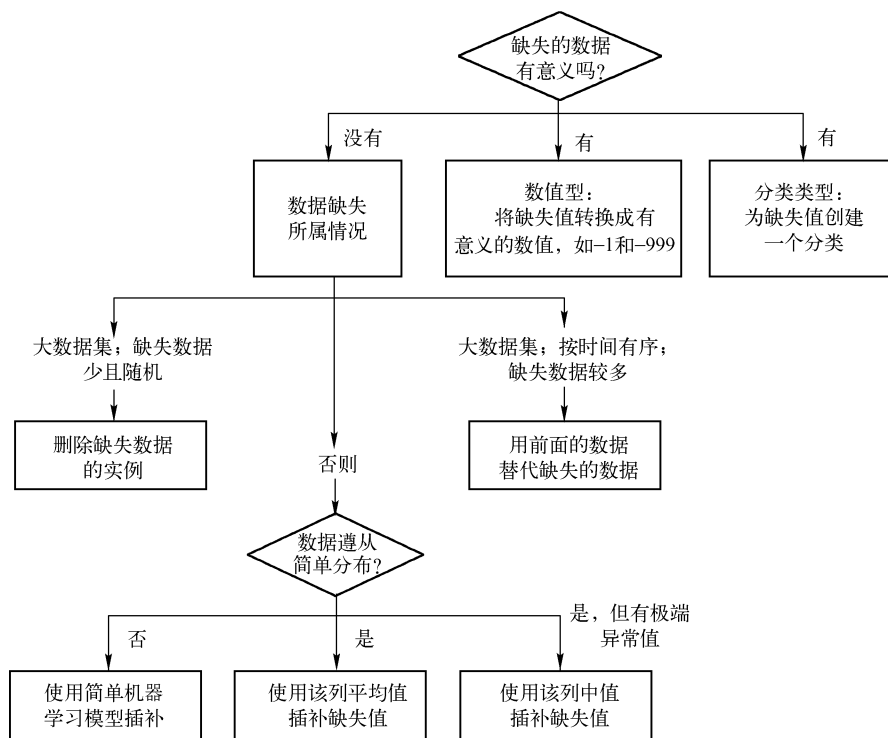 缺失的数据
有意义吗?
没有
有
有
数据缺失
所属情况
数值型：
将缺失值转换成有
意义的数值，如-1和-999
分类类型：
为缺失值创建
一个分类
大数据集；缺失数据
少且随机
大数据集；按时间有序；
缺失数据较多
删除缺失数据
的实例
否则
用前面的数据
替代缺失的数据
数据遵从
简单分布?
否
是
是，但有极端
异常值
使用简单机器
学习模型插补
使用该列平均值
插补缺失值
使用该列中值
插补缺失值